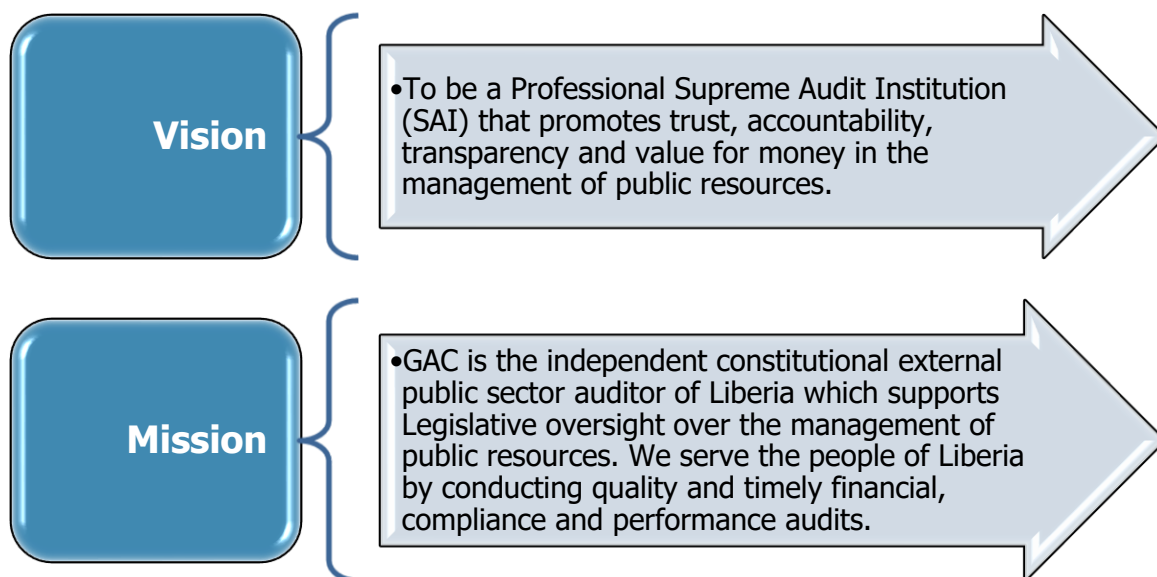 Vision
•To be a Professional Supreme Audit Institution
(SAI) that promotes trust, accountability,
transparency and value for money in the
management of public resources.
Mission
•GAC is the independent constitutional external
public sector auditor of Liberia which supports
Legislative oversight over the management of
public resources. We serve the people of Liberia
by conducting quality and timely financial,
compliance and performance audits.